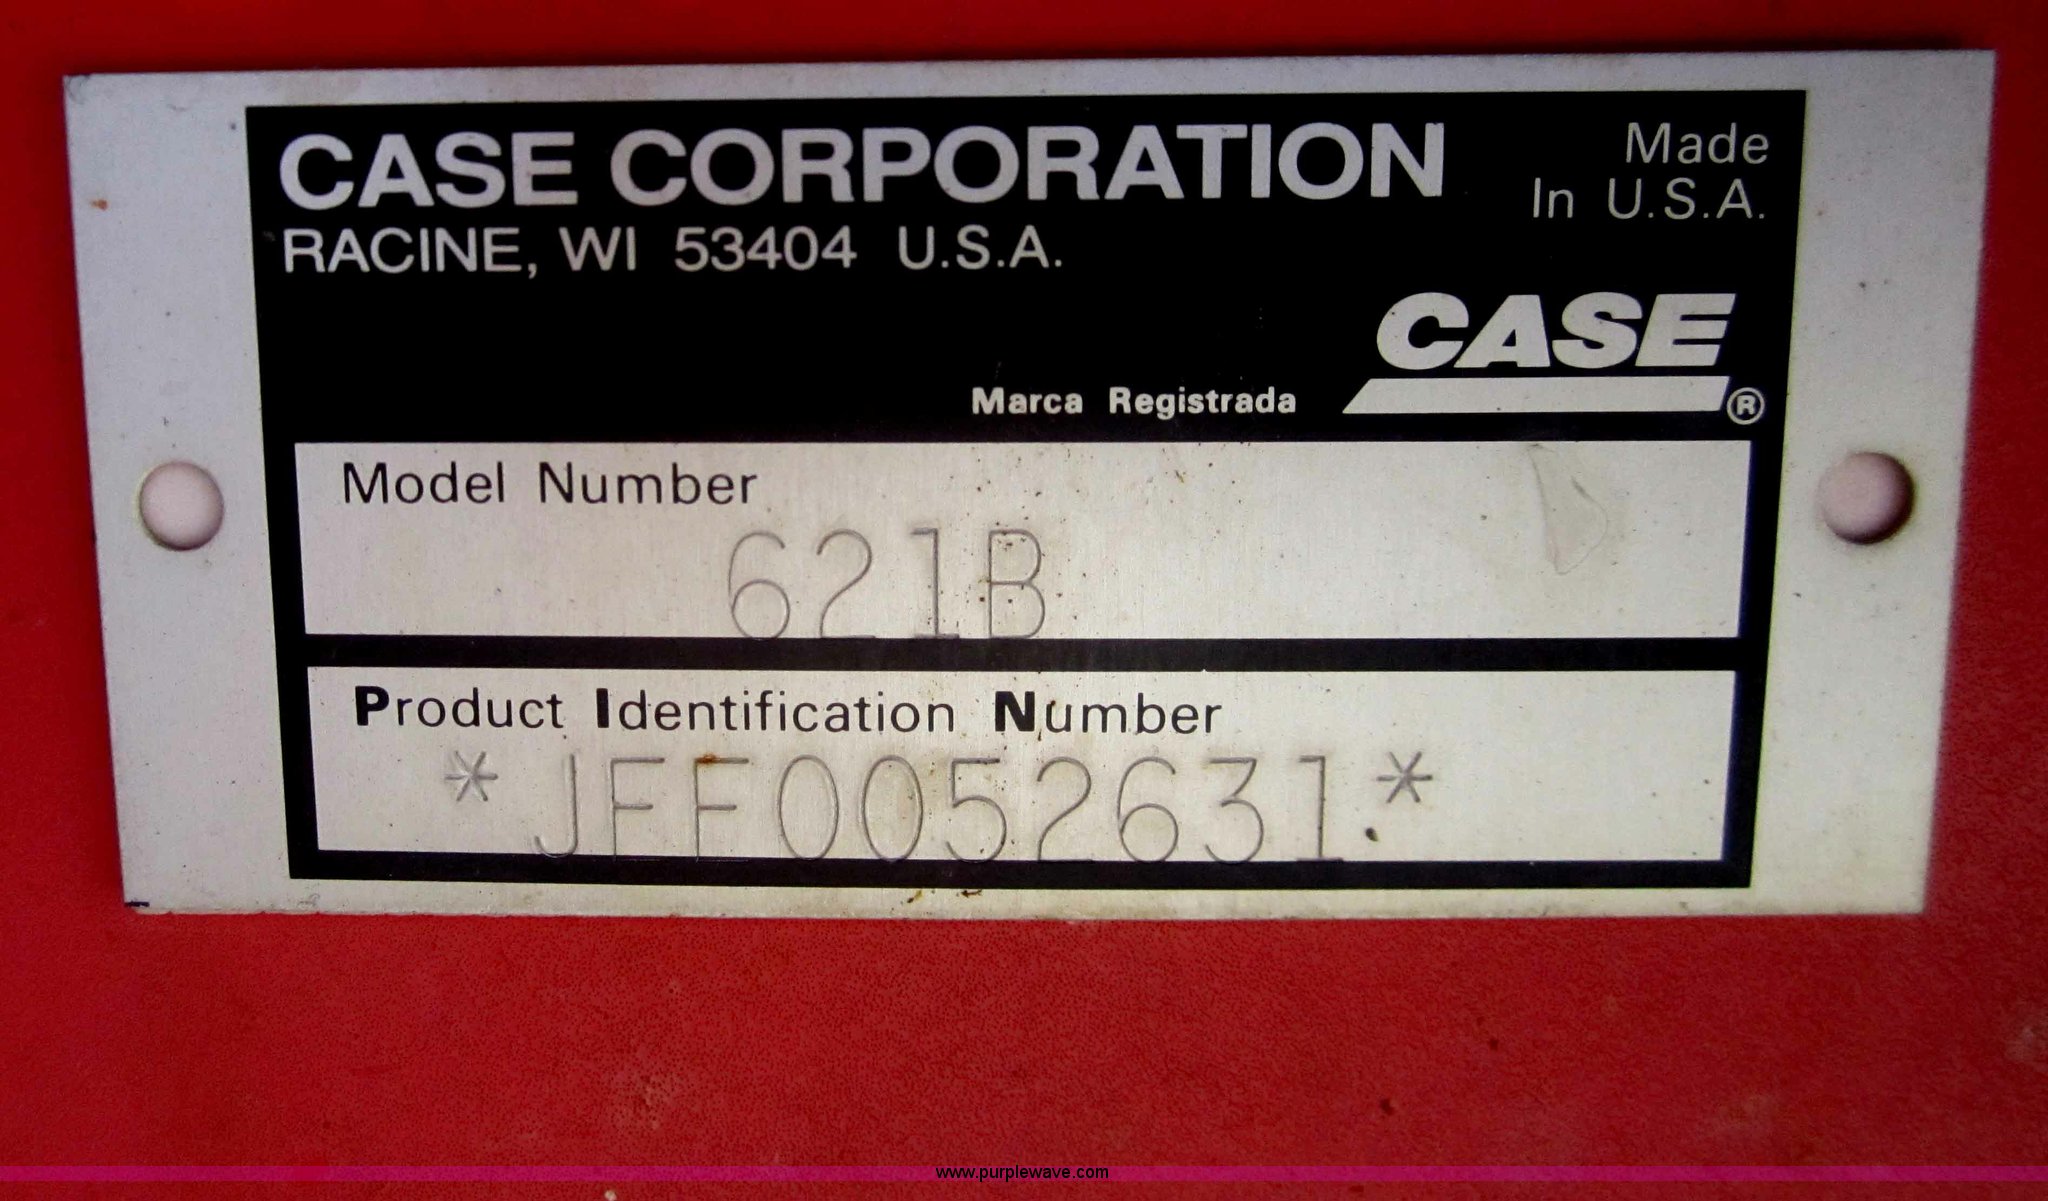 CASE CORPORATION
Made
In U.S.A.
RACINE, WI 53404 U.S.A.
CASE
Marca Registrada ®
Model Number
621B
Product Identification Number
*JEE0052631*
www.purplewave.com